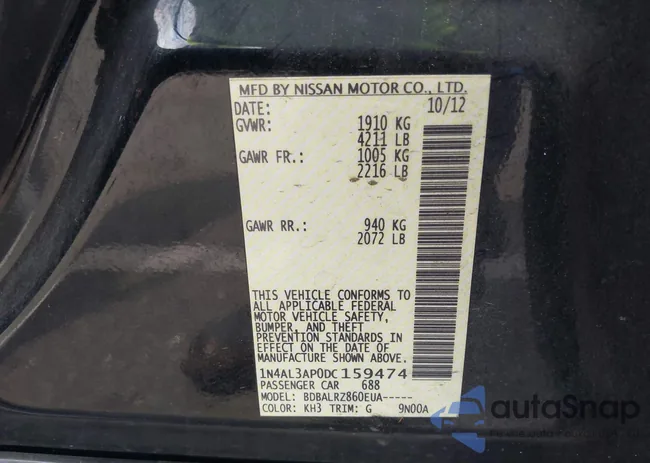 MFD BY NISSAN MOTOR CO., LTD.
DATE: 10/12
GVWR: 1910 KG
4211 LB
GAWR FR.: 1005 KG
2216 LB
GAWR RR.: 940 KG
2072 LB
THIS VEHICLE CONFORMS TO
ALL APPLICABLE FEDERAL
MOTOR VEHICLE SAFETY,
BUMPER, AND THEFT
PREVENTION STANDARDS IN
EFFECT ON THE DATE OF
MANUFACTURE SHOWN ABOVE.
1N4AL3AP0DC159474
PASSENGER CAR 688
MODEL: BDBALRZ860EUA-----
COLOR: KH3 TRIM: G 9N00A
autoSnap
www.autosnap.com